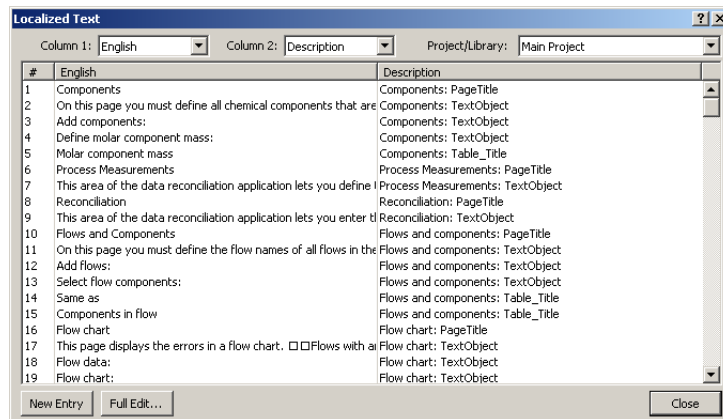 Localized Text
Column 1: English Column 2: Description Project/Library: Main Project
# English Description
1 Components Components: PageTitle
2 On this page you must define all chemical components that are Components: TextObject
3 Add components: Components: TextObject
4 Define molar component mass: Components: TextObject
5 Molar component mass Components: Table_Title
6 Process Measurements Process Measurements: PageTitle
7 This area of the data reconciliation application lets you define Process Measurements: TextObject
8 Reconciliation Reconciliation: PageTitle
9 This area of the data reconciliation application lets you enter Reconciliation: TextObject
10 Flows and Components Flows and components: PageTitle
11 On this page you must define the flow names of all flows in the Flows and components: TextObject
12 Add flows: Flows and components: TextObject
13 Select flow components: Flows and components: TextObject
14 Same as Flows and components: Table_Title
15 Components in flow Flows and components: Table_Title
16 Flow chart Flow chart: PageTitle
17 This page displays the errors in a flow chart. □□Flows with Flow chart: TextObject
18 Flow data: Flow chart: TextObject
19 Flow chart: Flow chart: TextObject
New Entry Full Edit... Close